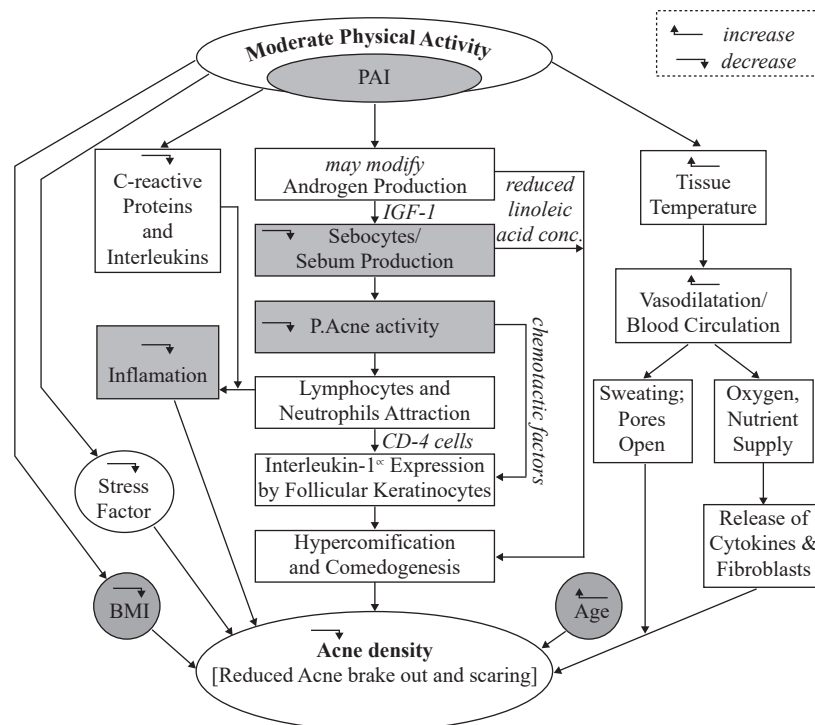 Moderate Physical Activity
PAI
increase
decrease
C-reactive
Proteins
and
Interleukins
may modify
Androgen Production
IGF-1
reduced
linoleic
acid conc.
Tissue
Temperature
Sebocytes/
Sebum Production
Vasodilatation/
Blood Circulation
P.Acne activity
chemotactic factors
Inflamation
Lymphocytes and
Neutrophils Attraction
CD-4 cells
Sweating;
Pores
Open
Oxygen,
Nutrient
Supply
Interleukin-1∝ Expression
by Follicular Keratinocytes
Stress
Factor
Hypercomification
and Comedogenesis
Release of
Cytokines &
Fibroblasts
BMI
Age
Acne density
[Reduced Acne brake out and scaring]